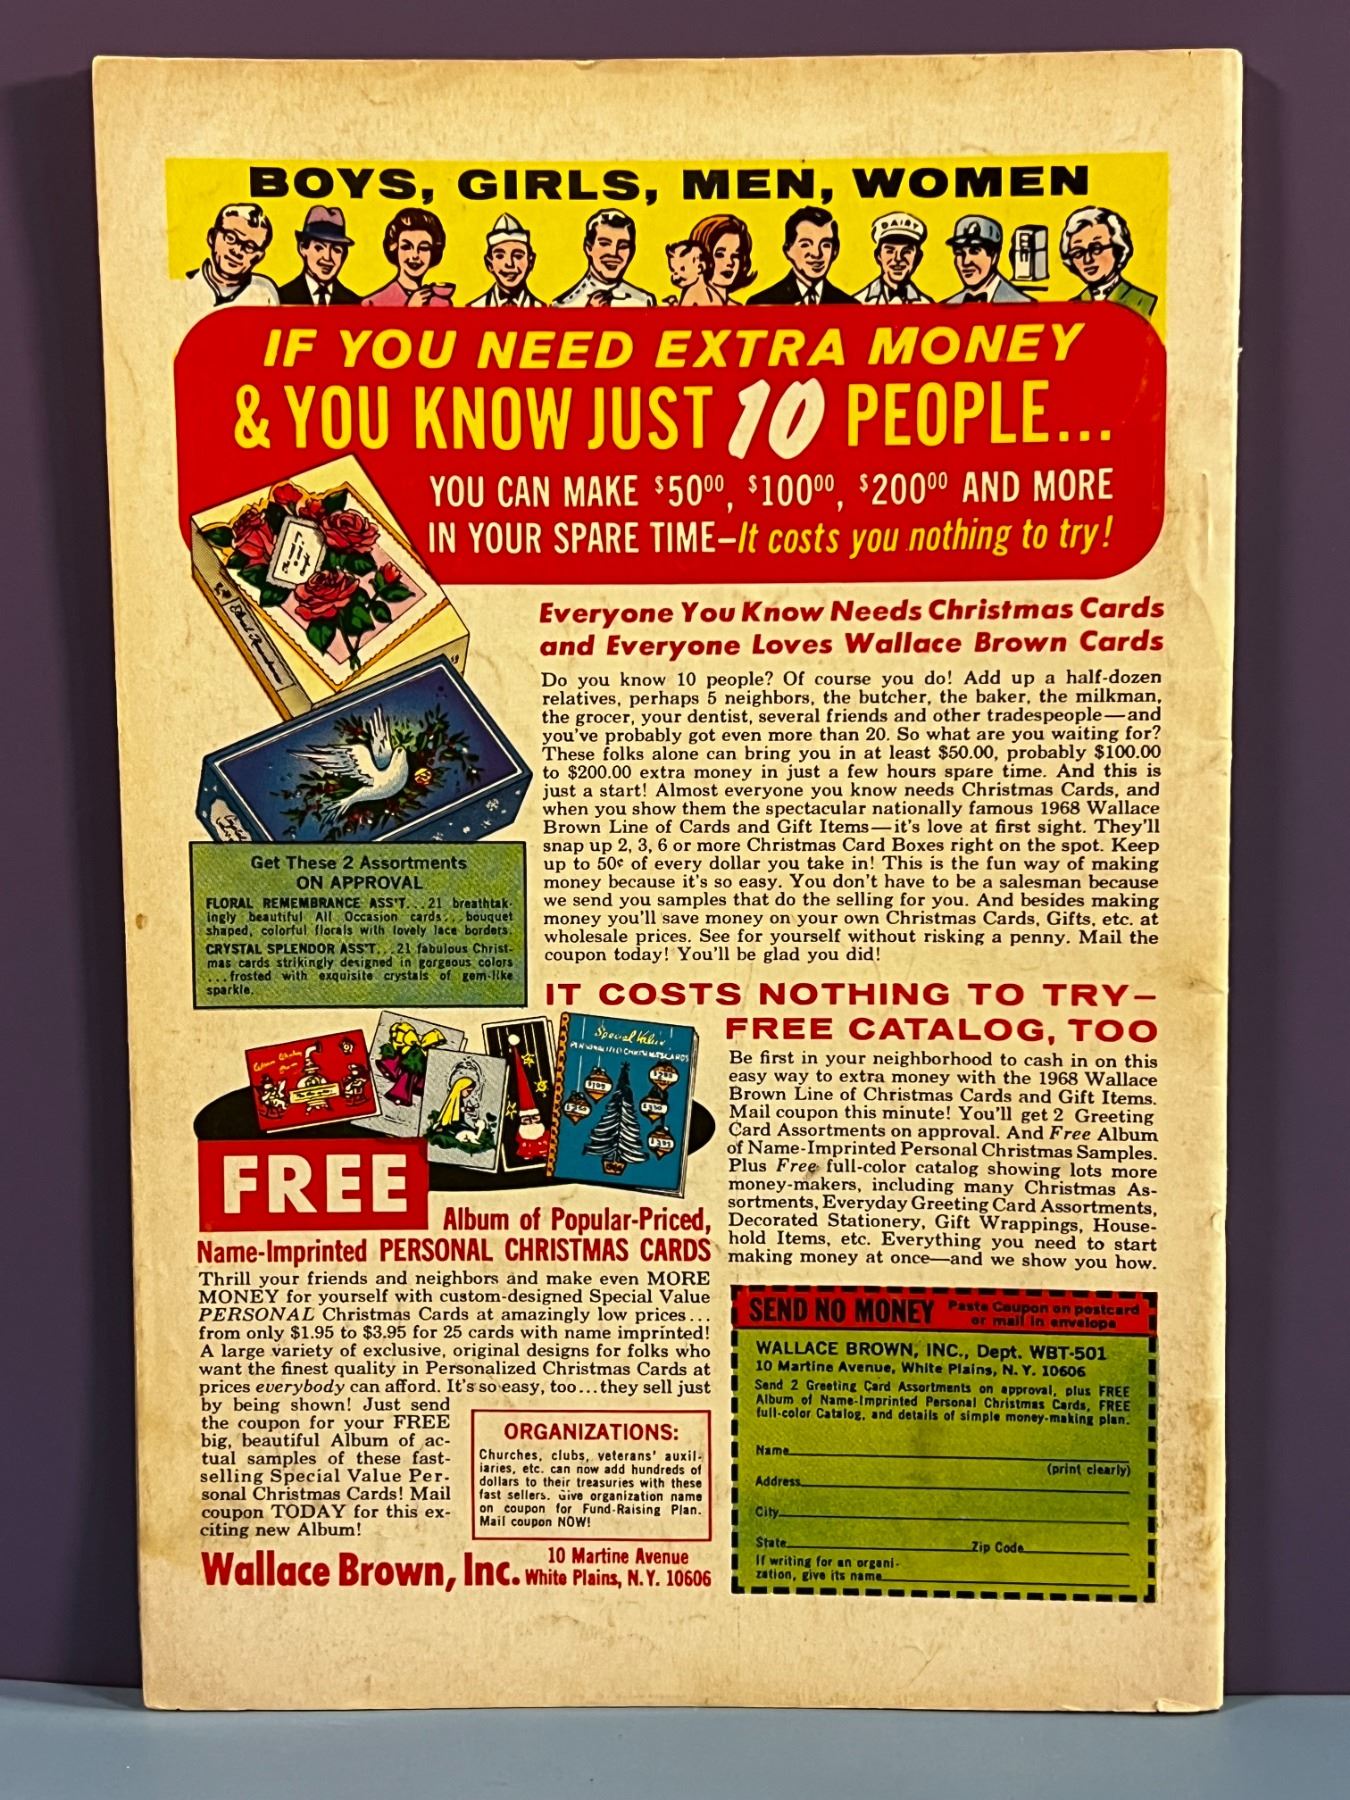 BOYS, GIRLS, MEN, WOMEN
DAIRY
IF YOU NEED EXTRA MONEY
& YOU KNOW JUST 10 PEOPLE...
YOU CAN MAKE $50⁰⁰, $100⁰⁰, $200⁰⁰ AND MORE
IN YOUR SPARE TIME—It costs you nothing to try!
Everyone You Know Needs Christmas Cards
and Everyone Loves Wallace Brown Cards
Do you know 10 people? Of course you do! Add up a half-dozen
relatives, perhaps 5 neighbors, the butcher, the baker, the milkman,
the grocer, your dentist, several friends and other tradespeople—and
you've probably got even more than 20. So what are you waiting for?
These folks alone can bring you in at least $50.00, probably $100.00
to $200.00 extra money in just a few hours spare time. And this is
just a start! Almost everyone you know needs Christmas Cards, and
when you show them the spectacular nationally famous 1968 Wallace
Brown Line of Cards and Gift Items—it's love at first sight. They'll
snap up 2, 3, 6 or more Christmas Card Boxes right on the spot. Keep
up to 50¢ of every dollar you take in! This is the fun way of making
money because it's so easy. You don't have to be a salesman because
we send you samples that do the selling for you. And besides making
money you'll save money on your own Christmas Cards, Gifts, etc. at
wholesale prices. See for yourself without risking a penny. Mail the
coupon today! You'll be glad you did!
Get These 2 Assortments
ON APPROVAL
FLORAL REMEMBRANCE ASS'T...21 breathtak-
ingly beautiful All Occasion cards...bouquet
shaped, colorful florals with lovely lace borders.
CRYSTAL SPLENDOR ASS'T...21 fabulous Christ-
mas cards strikingly designed in gorgeous colors
...frosted with exquisite crystals of gem-like
sparkle.
IT COSTS NOTHING TO TRY—
FREE CATALOG, TOO
Be first in your neighborhood to cash in on this
easy way to extra money with the 1968 Wallace
Brown Line of Christmas Cards and Gift Items.
Mail coupon this minute! You'll get 2 Greeting
Card Assortments on approval. And Free Album
of Name-Imprinted Personal Christmas Samples.
Plus Free full-color catalog showing lots more
money-makers, including many Christmas As-
sortments, Everyday Greeting Card Assortments,
Decorated Stationery, Gift Wrappings, House-
hold Items, etc. Everything you need to start
making money at once—and we show you how.
Special Value
PERSONALIZED CHRISTMAS CARDS
FREE
Album of Popular-Priced,
Name-Imprinted PERSONAL CHRISTMAS CARDS
Thrill your friends and neighbors and make even MORE
MONEY for yourself with custom-designed Special Value
PERSONAL Christmas Cards at amazingly low prices...
from only $1.95 to $3.95 for 25 cards with name imprinted!
A large variety of exclusive, original designs for folks who
want the finest quality in Personalized Christmas Cards at
prices everybody can afford. It's so easy, too...they sell just
by being shown! Just send
the coupon for your FREE
big, beautiful Album of ac-
tual samples of these fast-
selling Special Value Per-
sonal Christmas Cards! Mail
coupon TODAY for this ex-
citing new Album!
ORGANIZATIONS:
Churches, clubs, veterans' auxil-
iaries, etc. can now add hundreds of
dollars to their treasuries with these
fast sellers. Give organization name
on coupon for Fund-Raising Plan.
Mail coupon NOW!
Wallace Brown, Inc. 10 Martine Avenue
White Plains, N.Y. 10606
SEND NO MONEY Paste Coupon on postcard
or mail in envelope
WALLACE BROWN, INC., Dept. WBT-501
10 Martine Avenue, White Plains, N. Y. 10606
Send 2 Greeting Card Assortments on approval, plus FREE
Album of Name-Imprinted Personal Christmas Cards, FREE
full-color Catalog, and details of simple money-making plan.
Name
(print clearly)
Address
City
State Zip Code
If writing for an organi-
zation, give its name